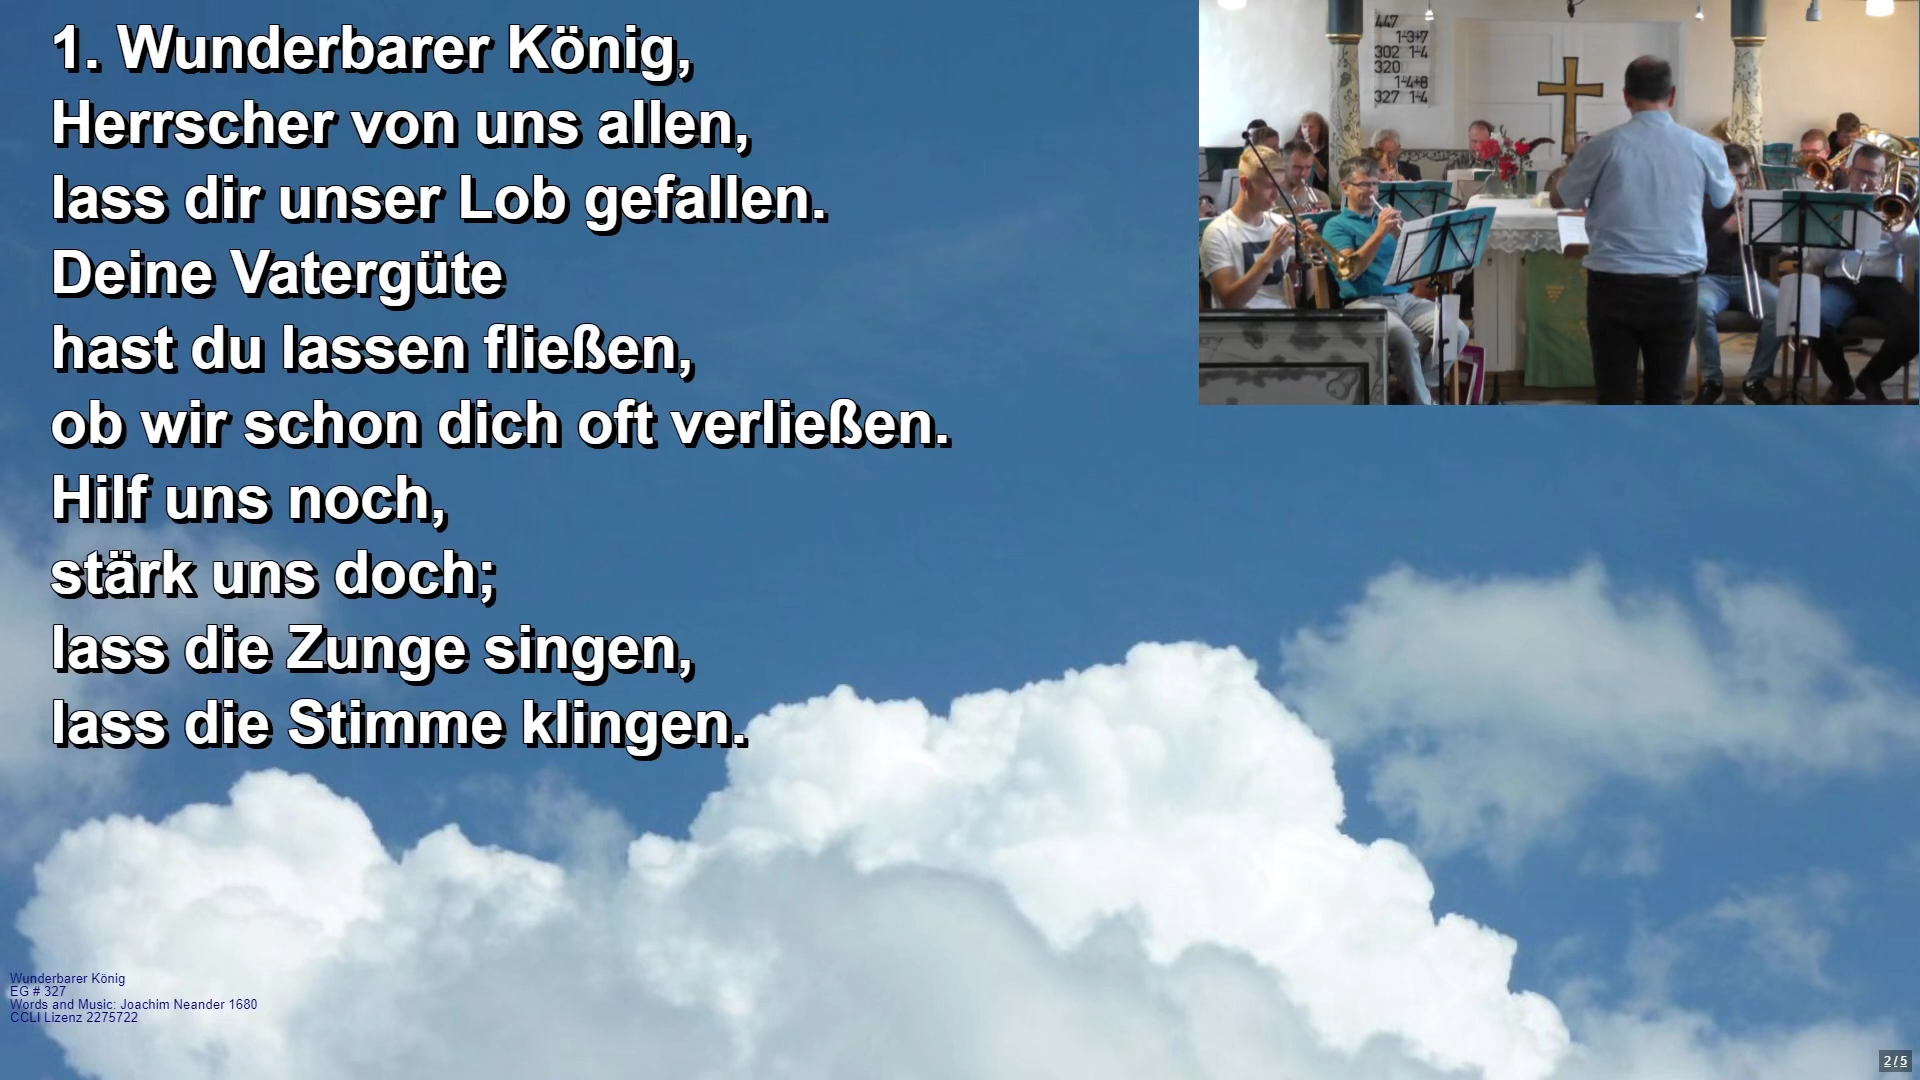 1. Wunderbarer König,
Herrscher von uns allen,
lass dir unser Lob gefallen.
Deine Vatergüte
hast du lassen fließen,
ob wir schon dich oft verließen.
Hilf uns noch,
stärk uns doch;
lass die Zunge singen,
lass die Stimme klingen.
447
1-3+7
302 1-4
320
1-4+8
327 1-4
Wunderbarer König
EG # 327
Words and Music: Joachim Neander 1680
CCLI Lizenz 2275722
2 / 5